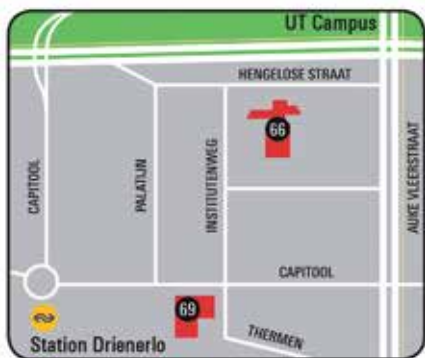 UT Campus
HENGELOSE STRAAT
66
CAPITOOL
PALATIJN
INSTITUTENWEG
AUKE VLEERSTRAAT
CAPITOOL
69
Station Drienerlo
THERMEN